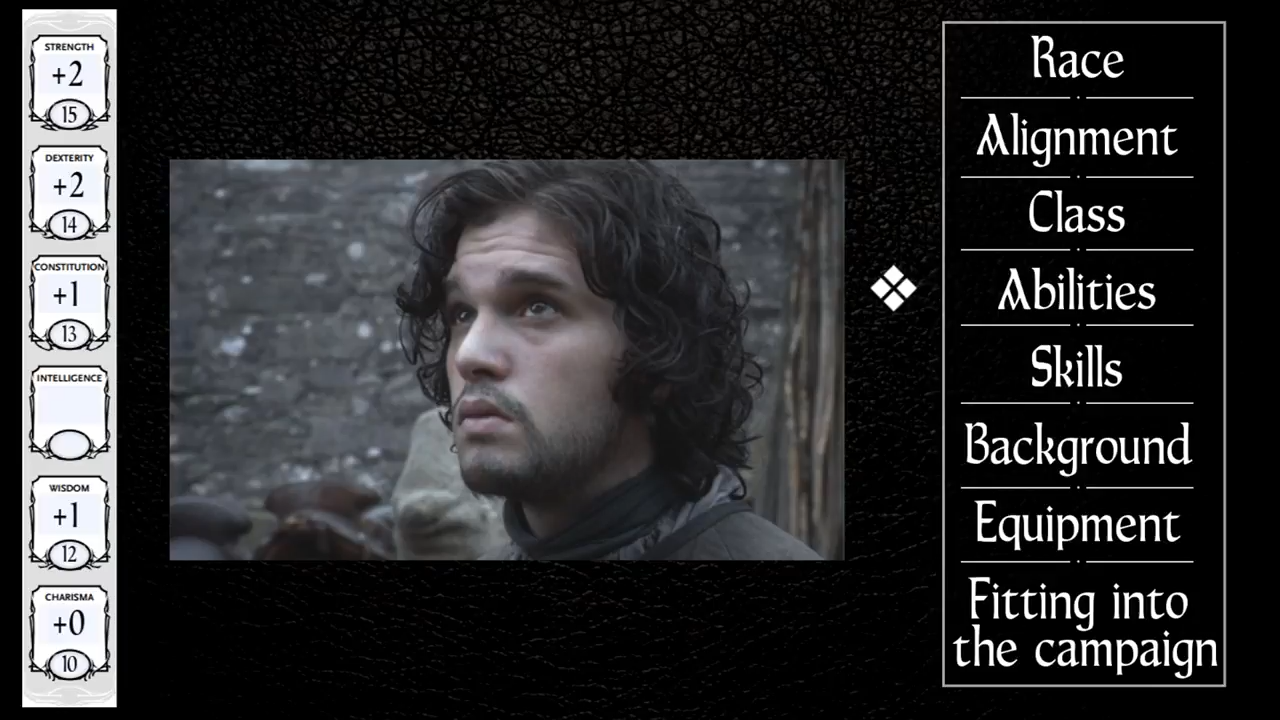 STRENGTH
+2
15
DEXTERITY
+2
14
CONSTITUTION
+1
13
INTELLIGENCE
WISDOM
+1
12
CHARISMA
+0
10
Race
Alignment
Class
Abilities
Skills
Background
Equipment
Fitting into
the campaign